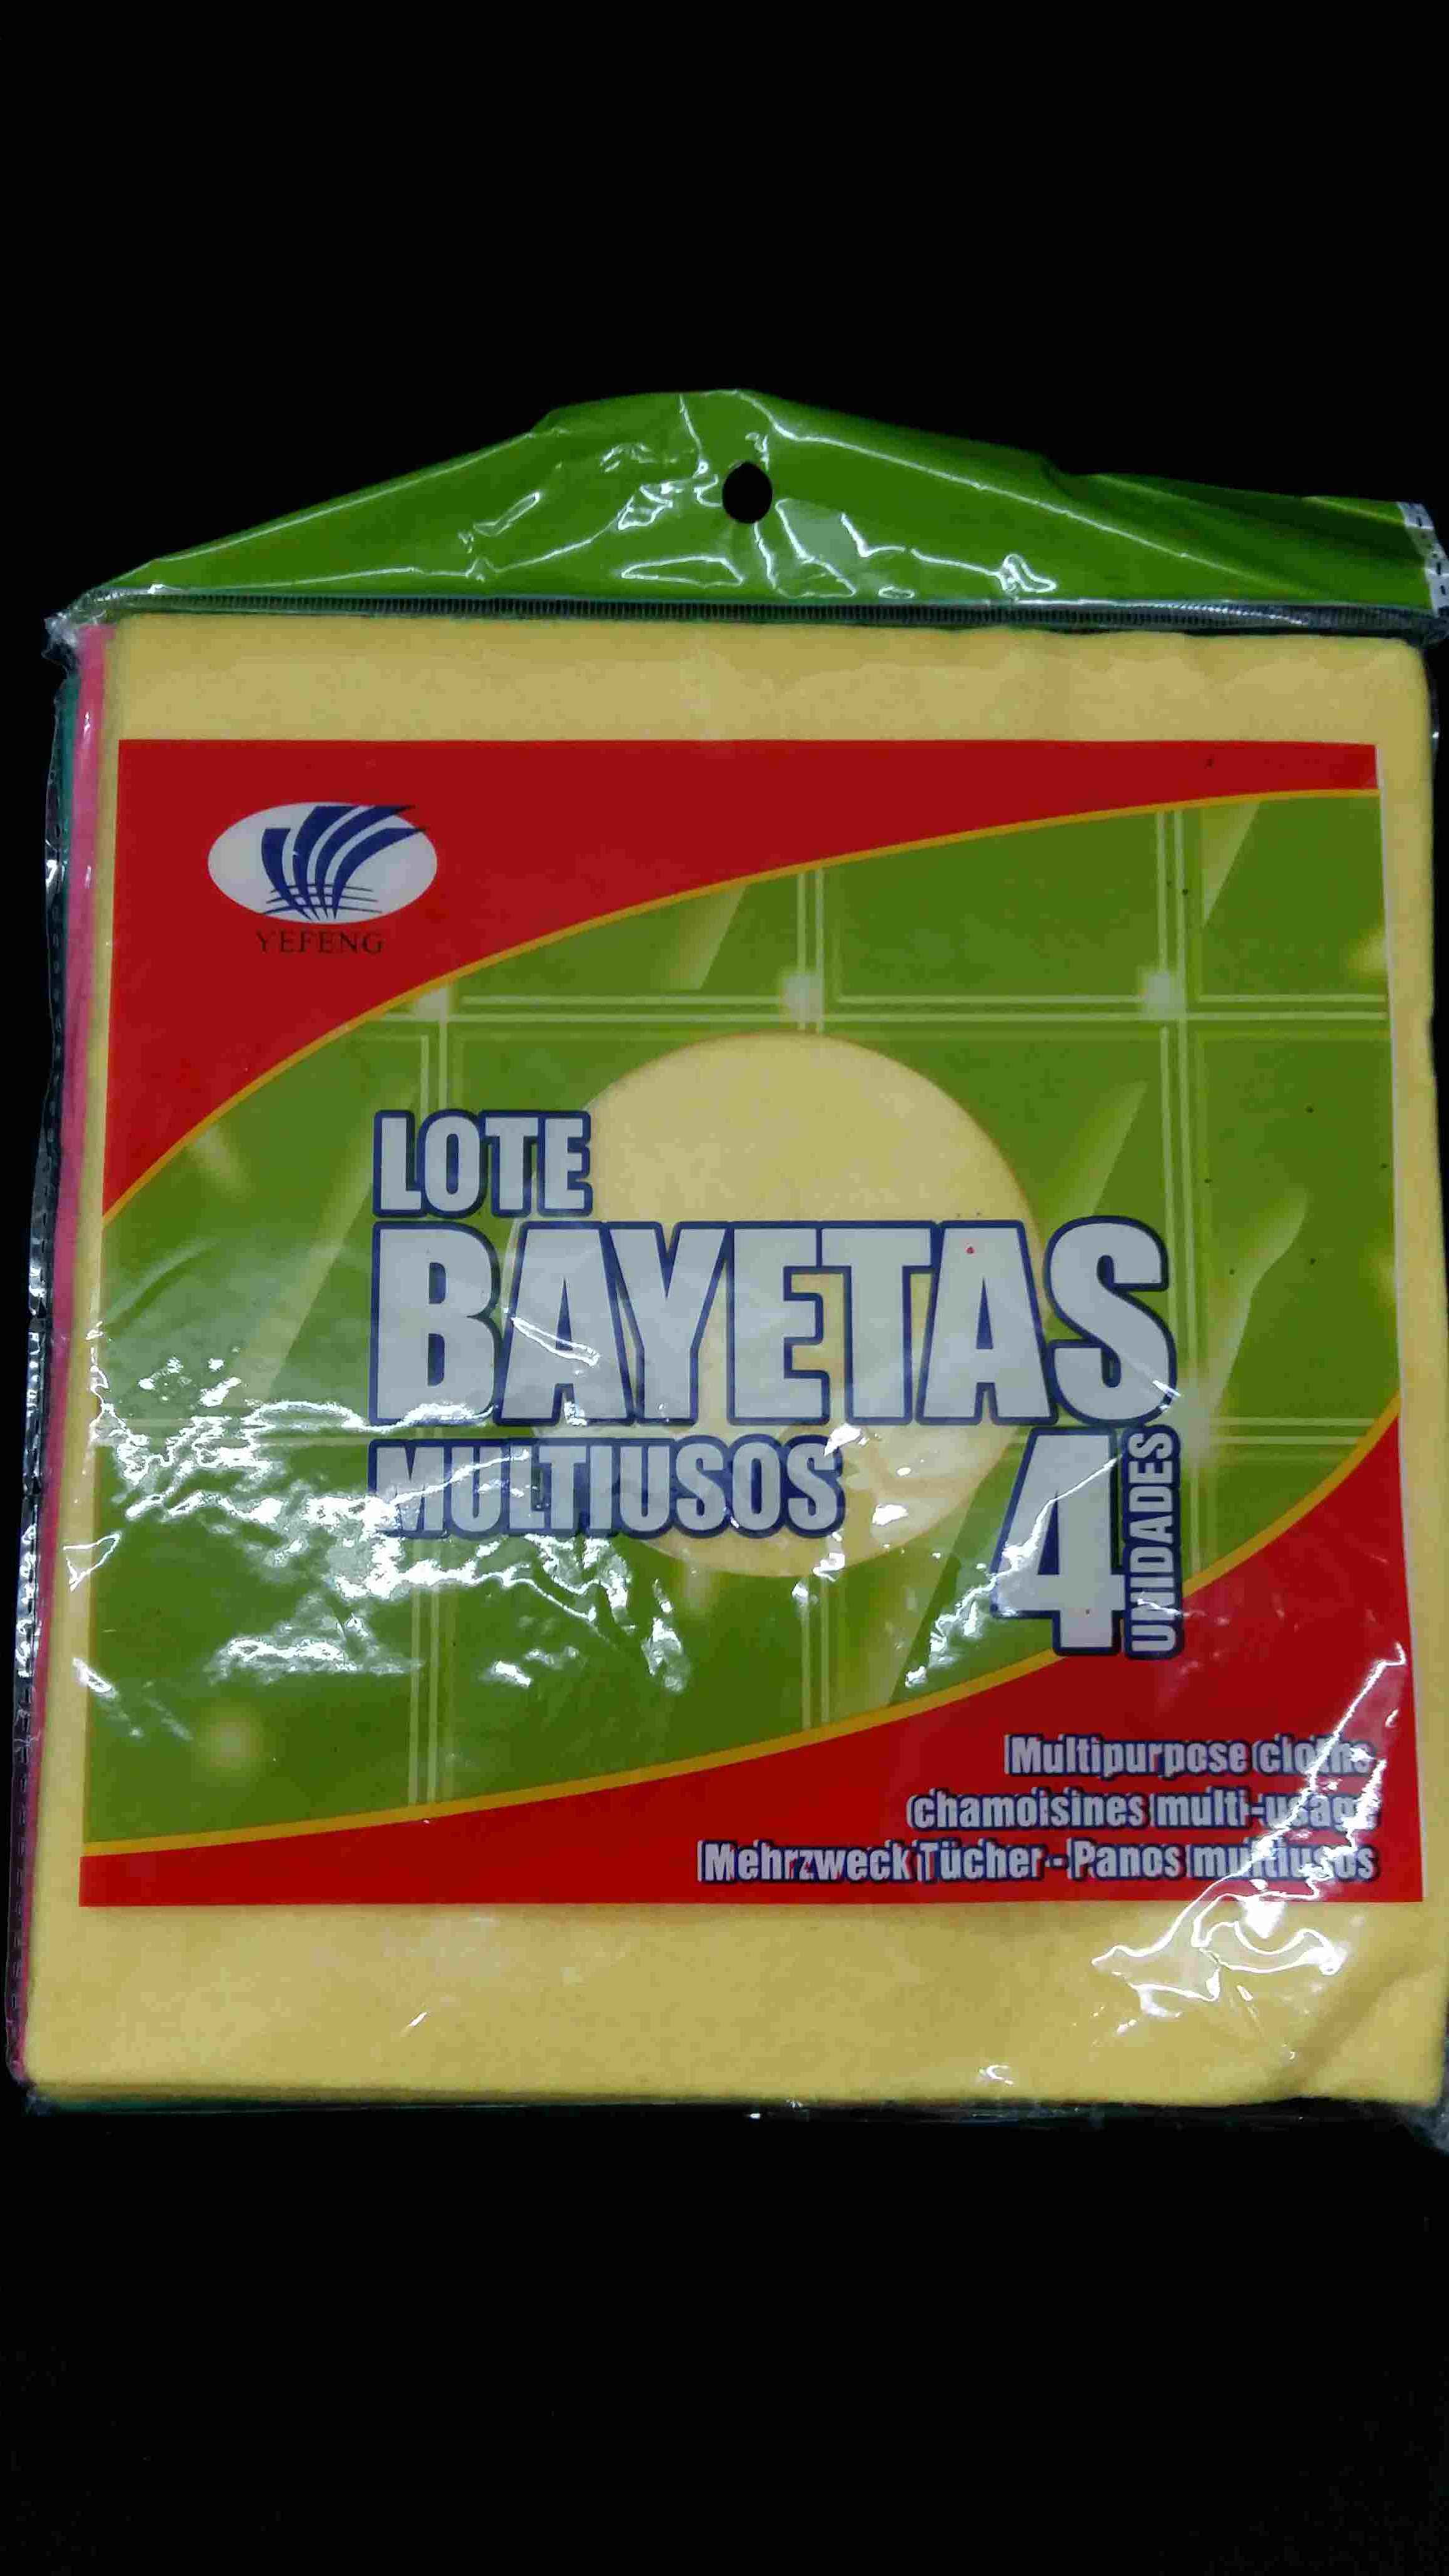 YEFENG
LOTE
BAYETAS
MULTIUSOS
4
UNIDADES
Multipurpose cloths
chamoisines multi-usage
Mehrzweck Tücher - Panos multiusos